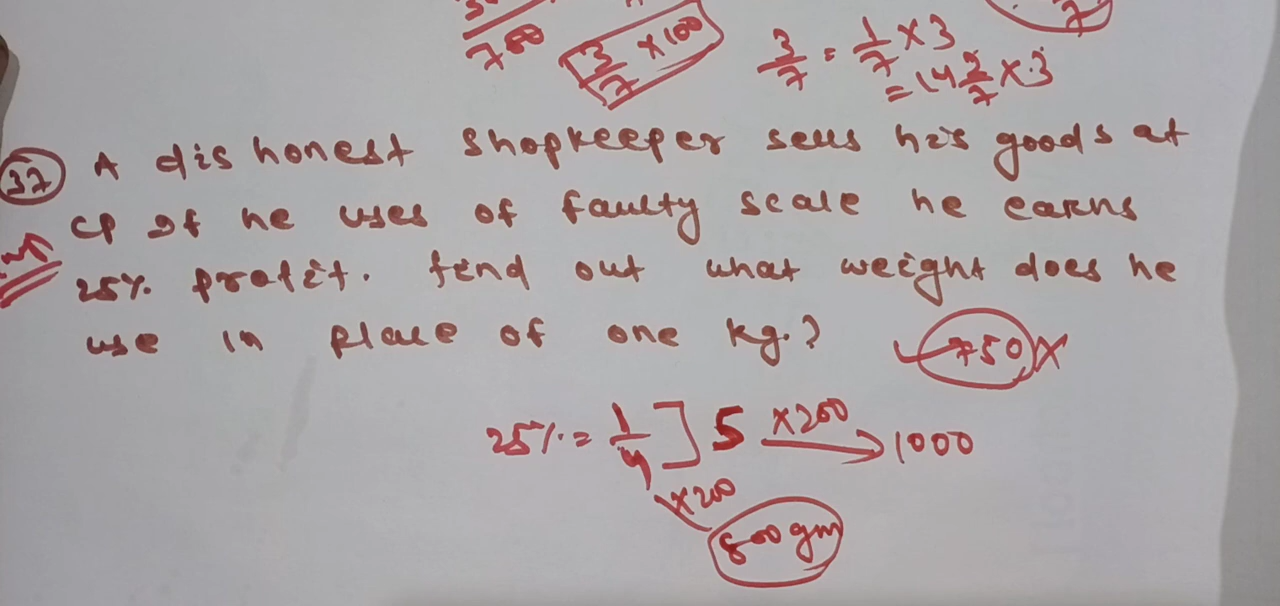 7 00
3/7 × 100
3/7 = 1/7 × 3
= 14 2/7 × 3
37 A dishonest shopkeeper sells his goods at
CP If he uses of faulty scale he earns
25% profit. find out what weight does he
use in place of one kg.?
750 ×
25% = 1/4 ] 5 ×200 → 1000
×200
800 gm